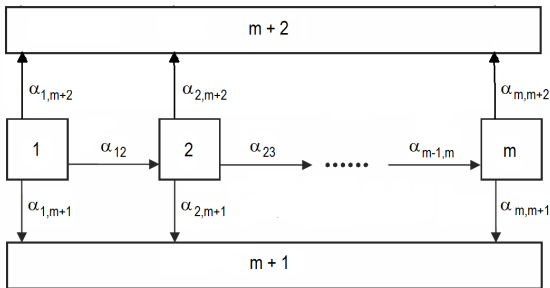 m + 2
α1,m+2 α2,m+2 αm,m+2
1 α12 2 α23 •••••• αm-1,m m
α1,m+1 α2,m+1 αm,m+1
m + 1